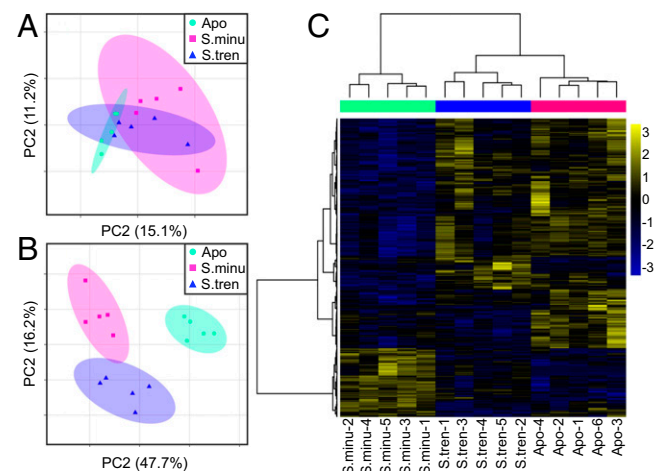 A
Apo
S.minu
S.tren
PC2 (11.2%)
PC2 (15.1%)
B
Apo
S.minu
S.tren
PC2 (16.2%)
PC2 (47.7%)
C
3
2
1
0
-1
-2
-3
S.minu-2
S.minu-4
S.minu-5
S.minu-3
S.minu-1
S.tren-1
S.tren-3
S.tren-4
S.tren-5
S.tren-2
Apo-4
Apo-2
Apo-1
Apo-6
Apo-3